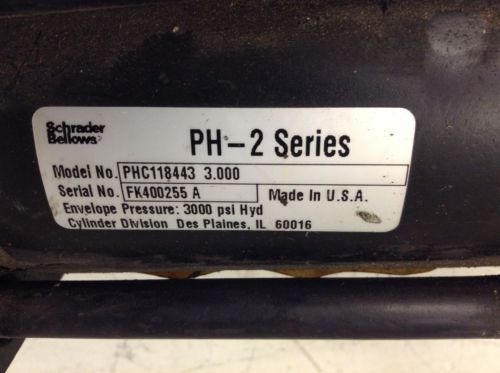 Schrader
Bellows
PH-2 Series
Model No. PHC118443 3.000
Serial No. FK400255 A Made In U.S.A.
Envelope Pressure: 3000 psi Hyd
Cylinder Division Des Plaines, IL 60016